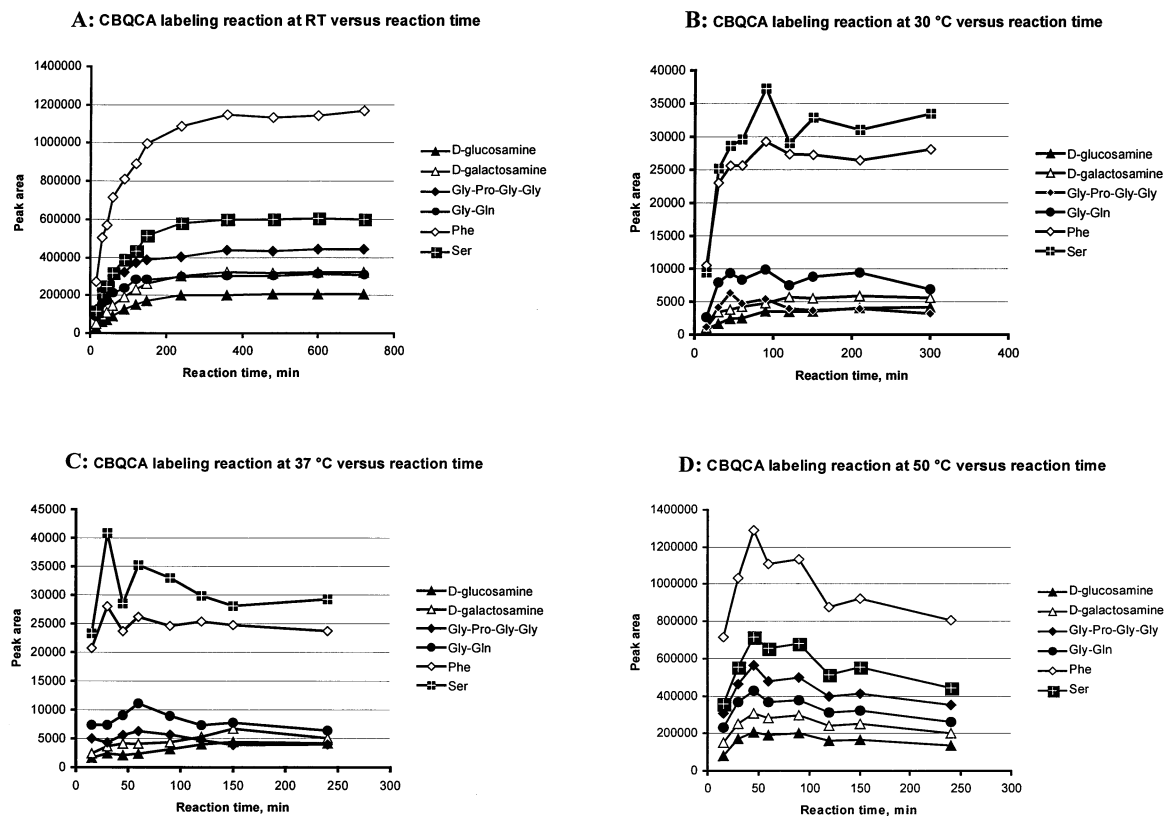 A: CBQCA labeling reaction at RT versus reaction time
1400000
1200000
1000000
800000
600000
400000
200000
0
Peak area
0 200 400 600 800
Reaction time, min
D-glucosamine
D-galactosamine
Gly-Pro-Gly-Gly
Gly-Gln
Phe
Ser
B: CBQCA labeling reaction at 30 °C versus reaction time
40000
35000
30000
25000
20000
15000
10000
5000
0
Peak area
0 100 200 300 400
Reaction time, min
D-glucosamine
D-galactosamine
Gly-Pro-Gly-Gly
Gly-Gln
Phe
Ser
C: CBQCA labeling reaction at 37 °C versus reaction time
45000
40000
35000
30000
25000
20000
15000
10000
5000
0
Peak area
0 50 100 150 200 250 300
Reaction time, min
D-glucosamine
D-galactosamine
Gly-Pro-Gly-Gly
Gly-Gln
Phe
Ser
D: CBQCA labeling reaction at 50 °C versus reaction time
1400000
1200000
1000000
800000
600000
400000
200000
0
Peak area
0 50 100 150 200 250 300
Reaction time, min
D-glucosamine
D-galactosamine
Gly-Pro-Gly-Gly
Gly-Gln
Phe
Ser